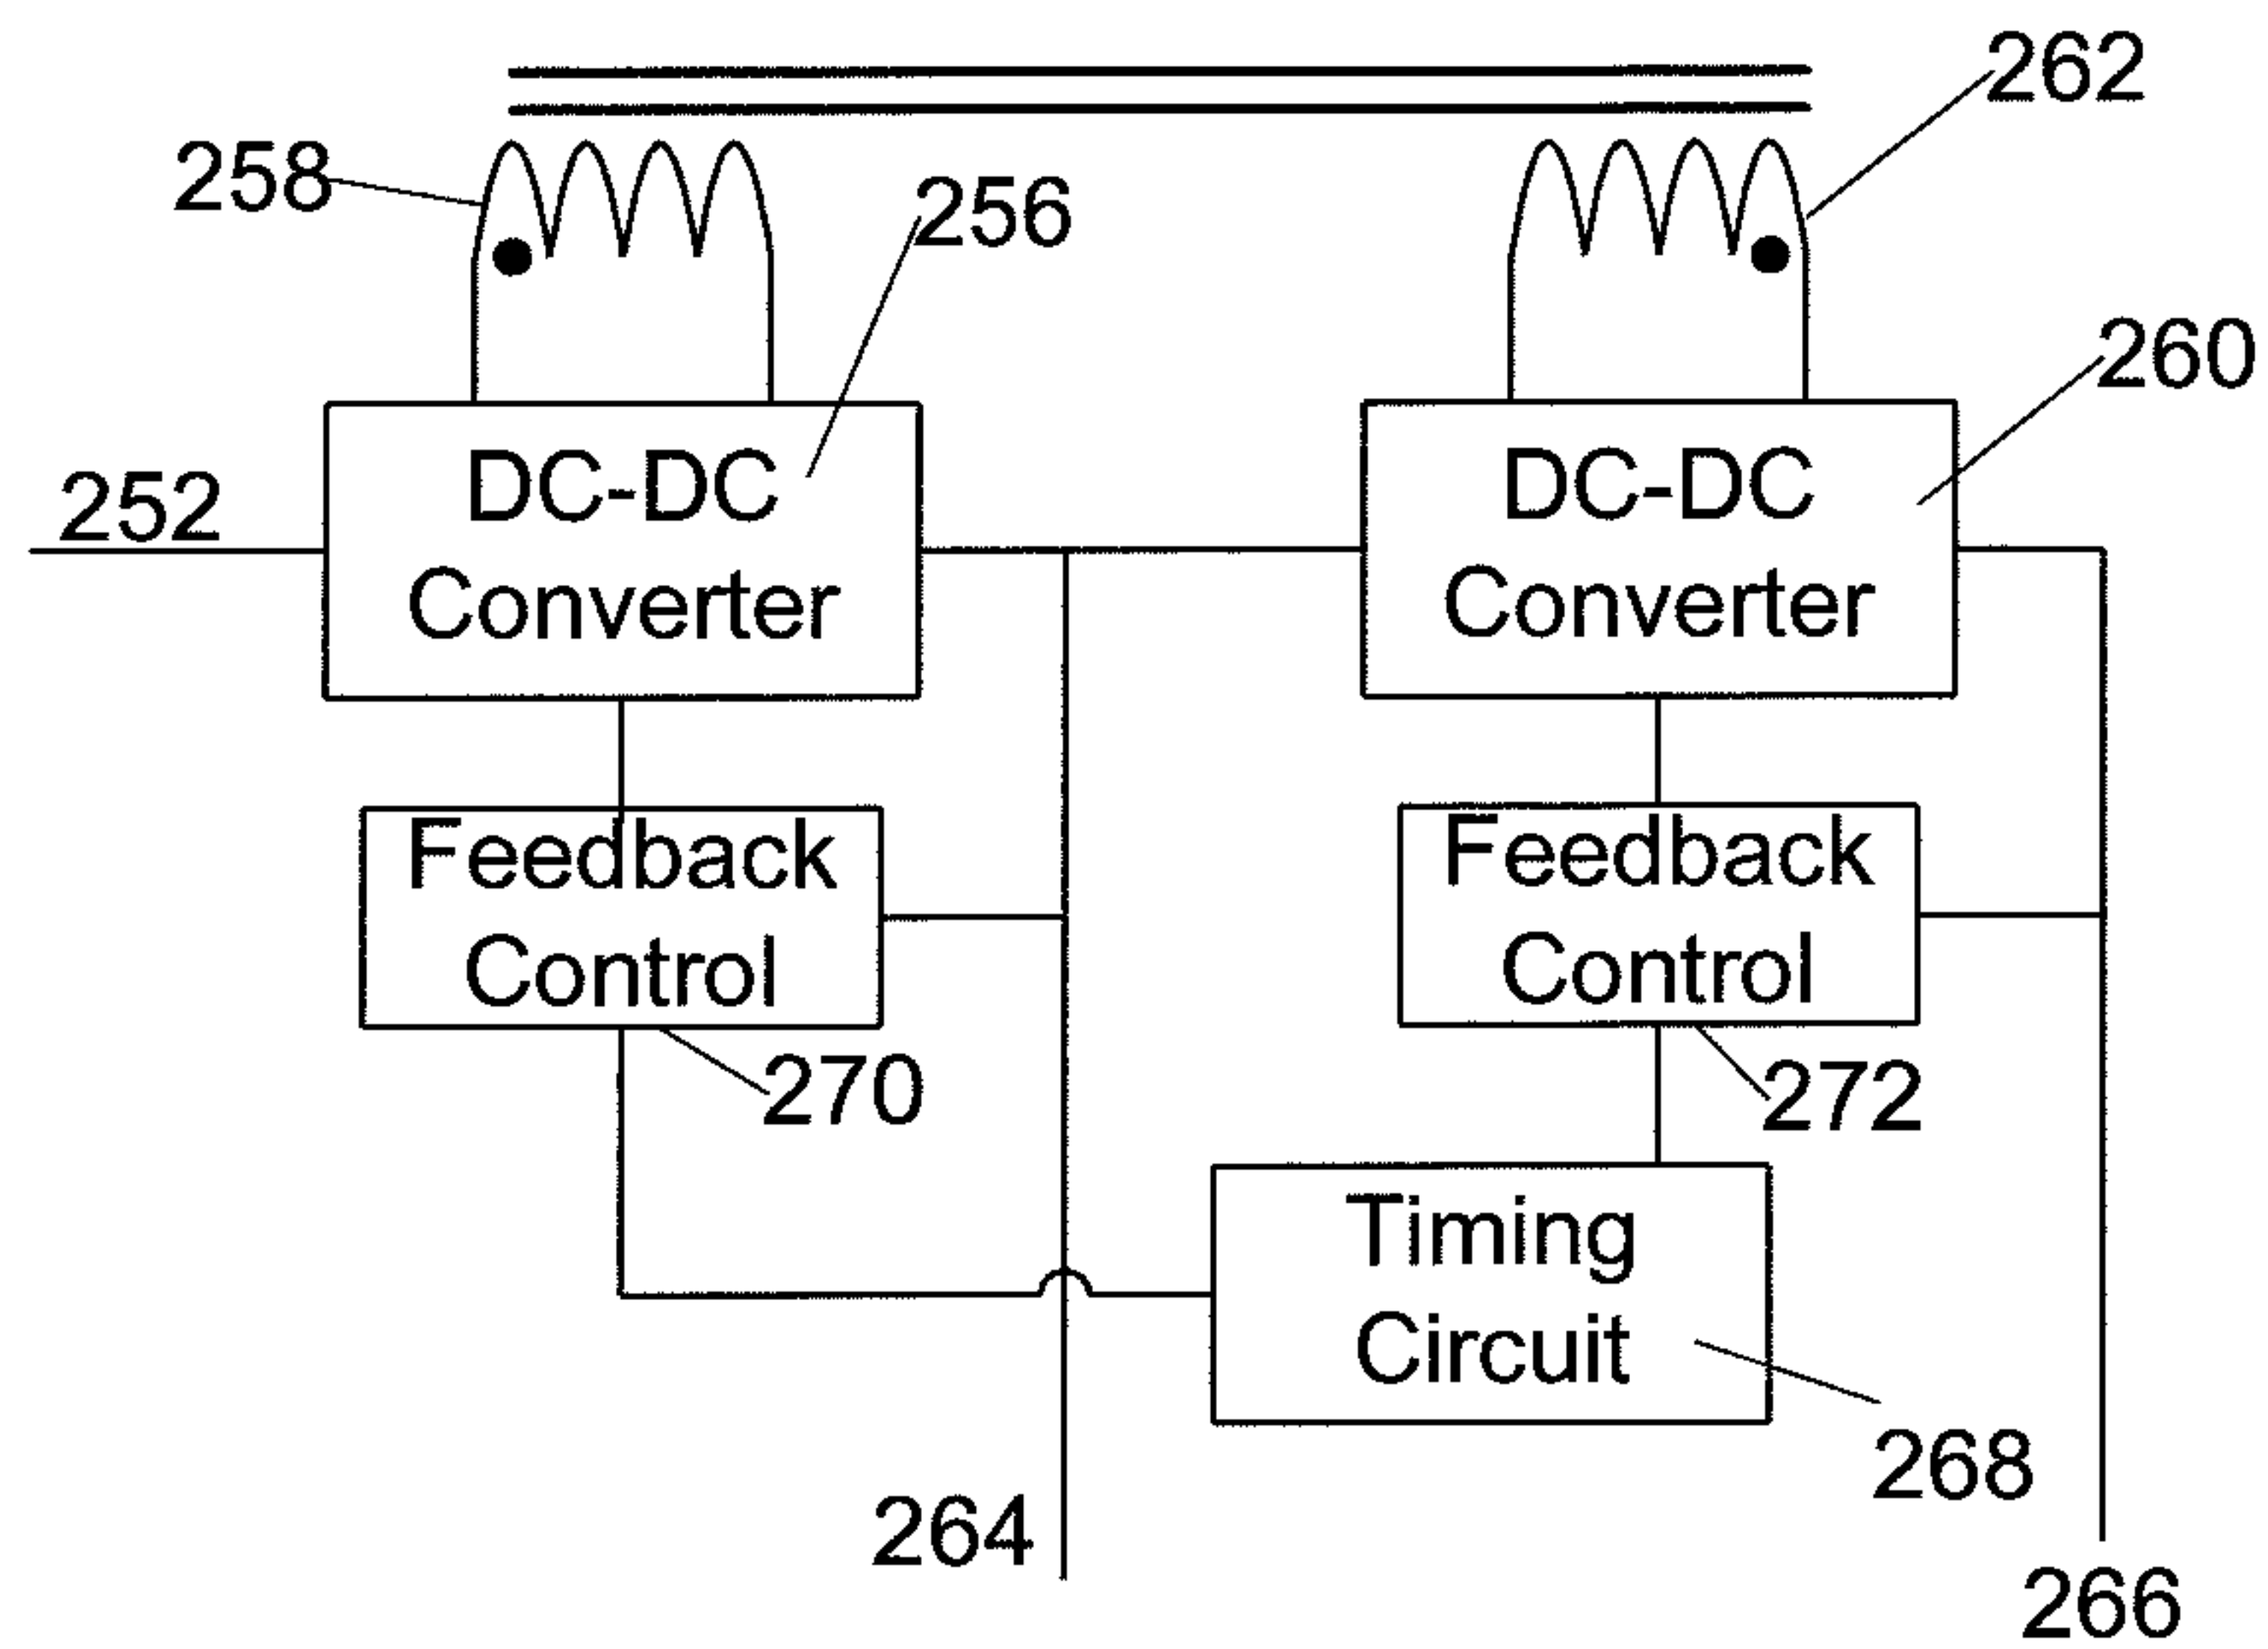 262
258
256
260
252
DC-DC
Converter
DC-DC
Converter
Feedback
Control
Feedback
Control
270
272
Timing
Circuit
268
264
266